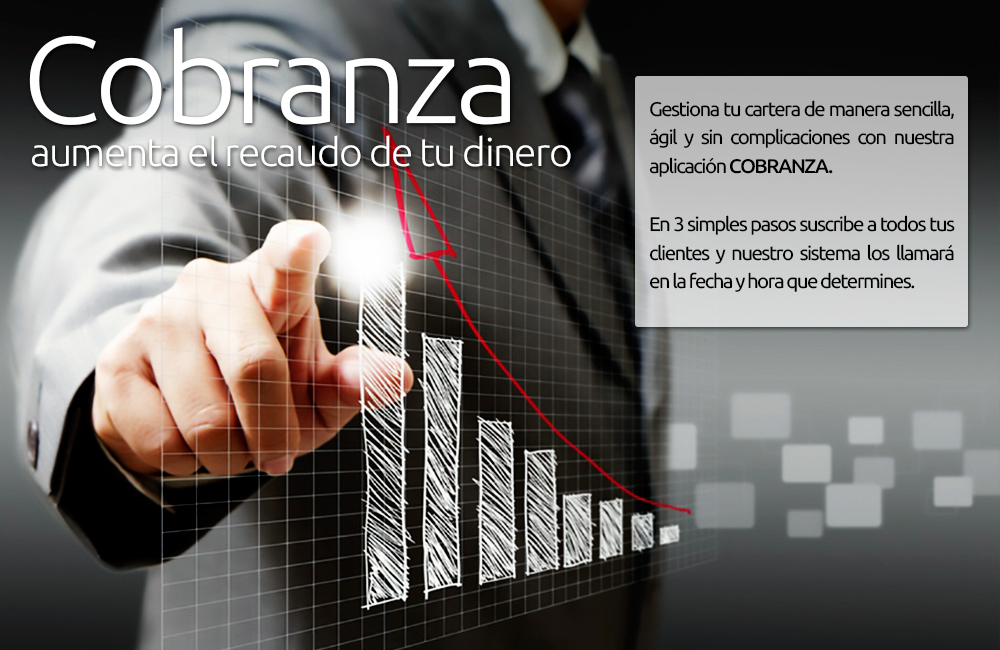 Cobranza
aumenta el recaudo de tu dinero
Gestiona tu cartera de manera sencilla,
ágil y sin complicaciones con nuestra
aplicación COBRANZA.
En 3 simples pasos suscribe a todos tus
clientes y nuestro sistema los llamará
en la fecha y hora que determines.